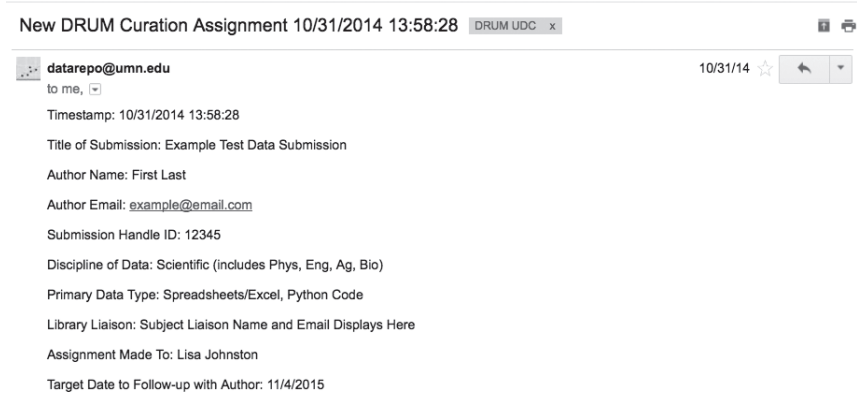 New DRUM Curation Assignment 10/31/2014 13:58:28 DRUM UDC x
datarepo@umn.edu 10/31/14
to me,
Timestamp: 10/31/2014 13:58:28
Title of Submission: Example Test Data Submission
Author Name: First Last
Author Email: example@email.com
Submission Handle ID: 12345
Discipline of Data: Scientific (includes Phys, Eng, Ag, Bio)
Primary Data Type: Spreadsheets/Excel, Python Code
Library Liaison: Subject Liaison Name and Email Displays Here
Assignment Made To: Lisa Johnston
Target Date to Follow-up with Author: 11/4/2015